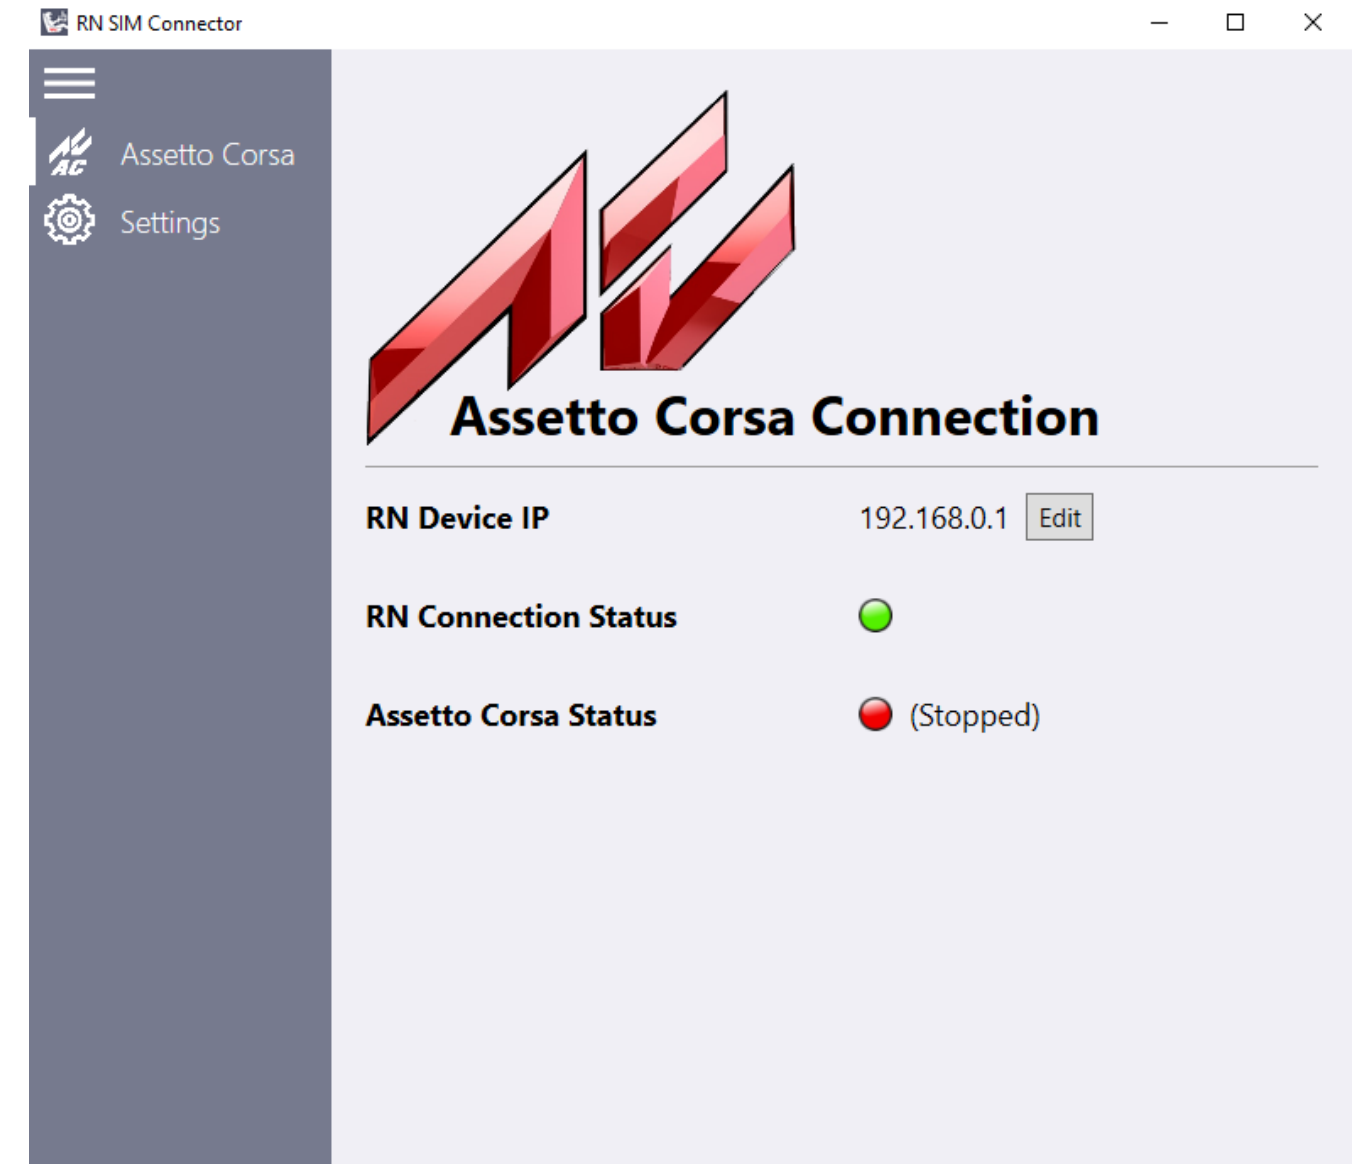 RN SIM Connector
Assetto Corsa
AC
Settings
Assetto Corsa Connection
RN Device IP 192.168.0.1 Edit
RN Connection Status
Assetto Corsa Status (Stopped)